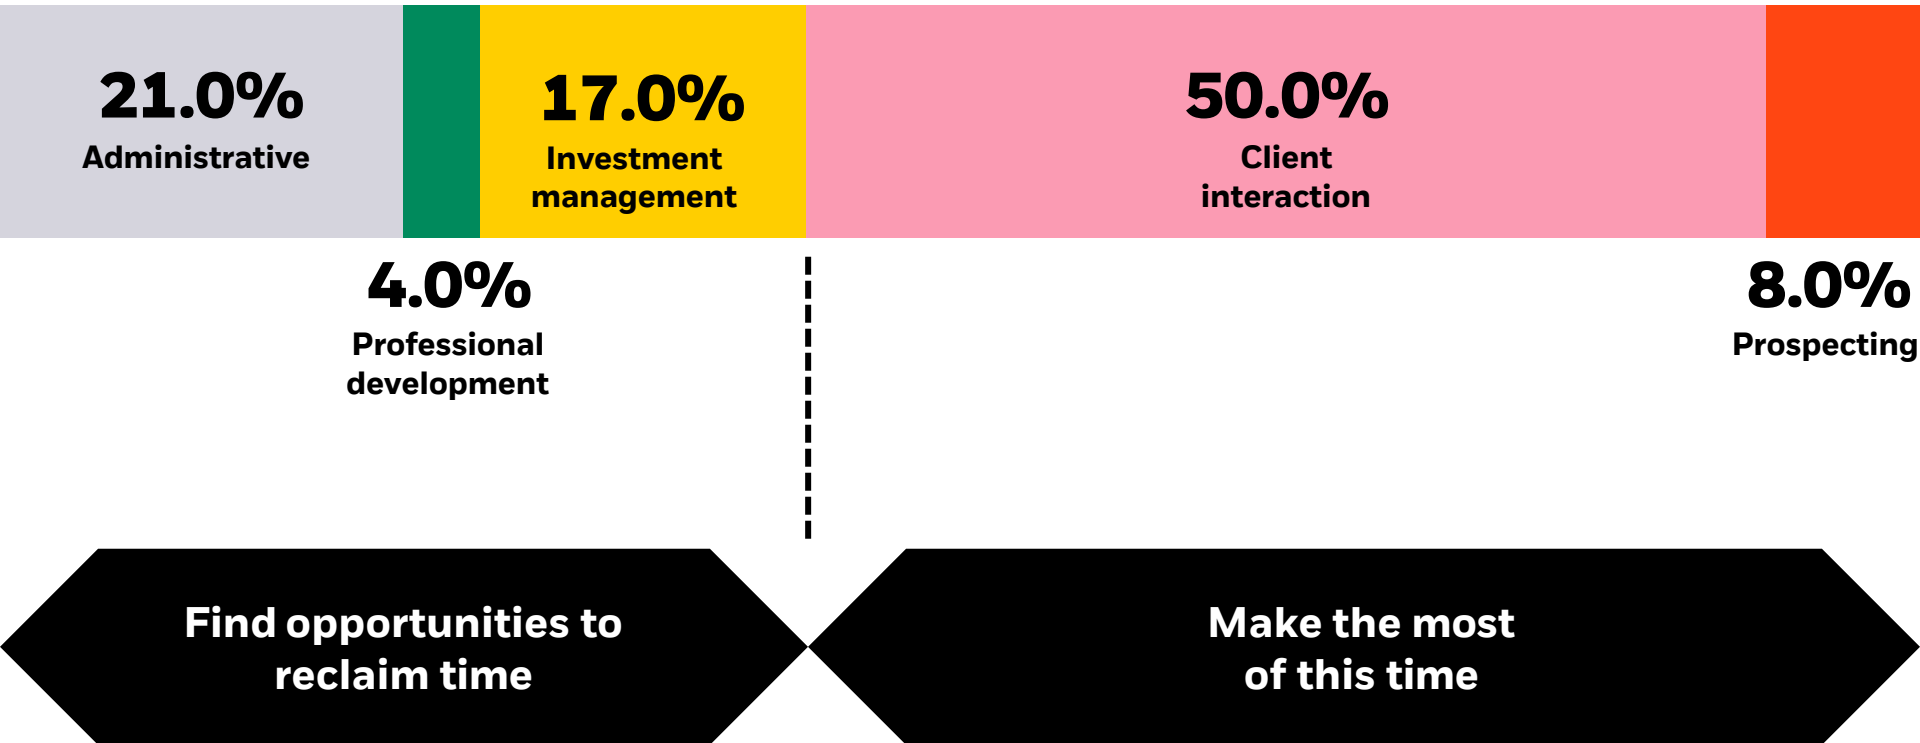 21.0%
Administrative
4.0%
Professional
development
17.0%
Investment
management
50.0%
Client
interaction
8.0%
Prospecting
Find opportunities to
reclaim time
Make the most
of this time